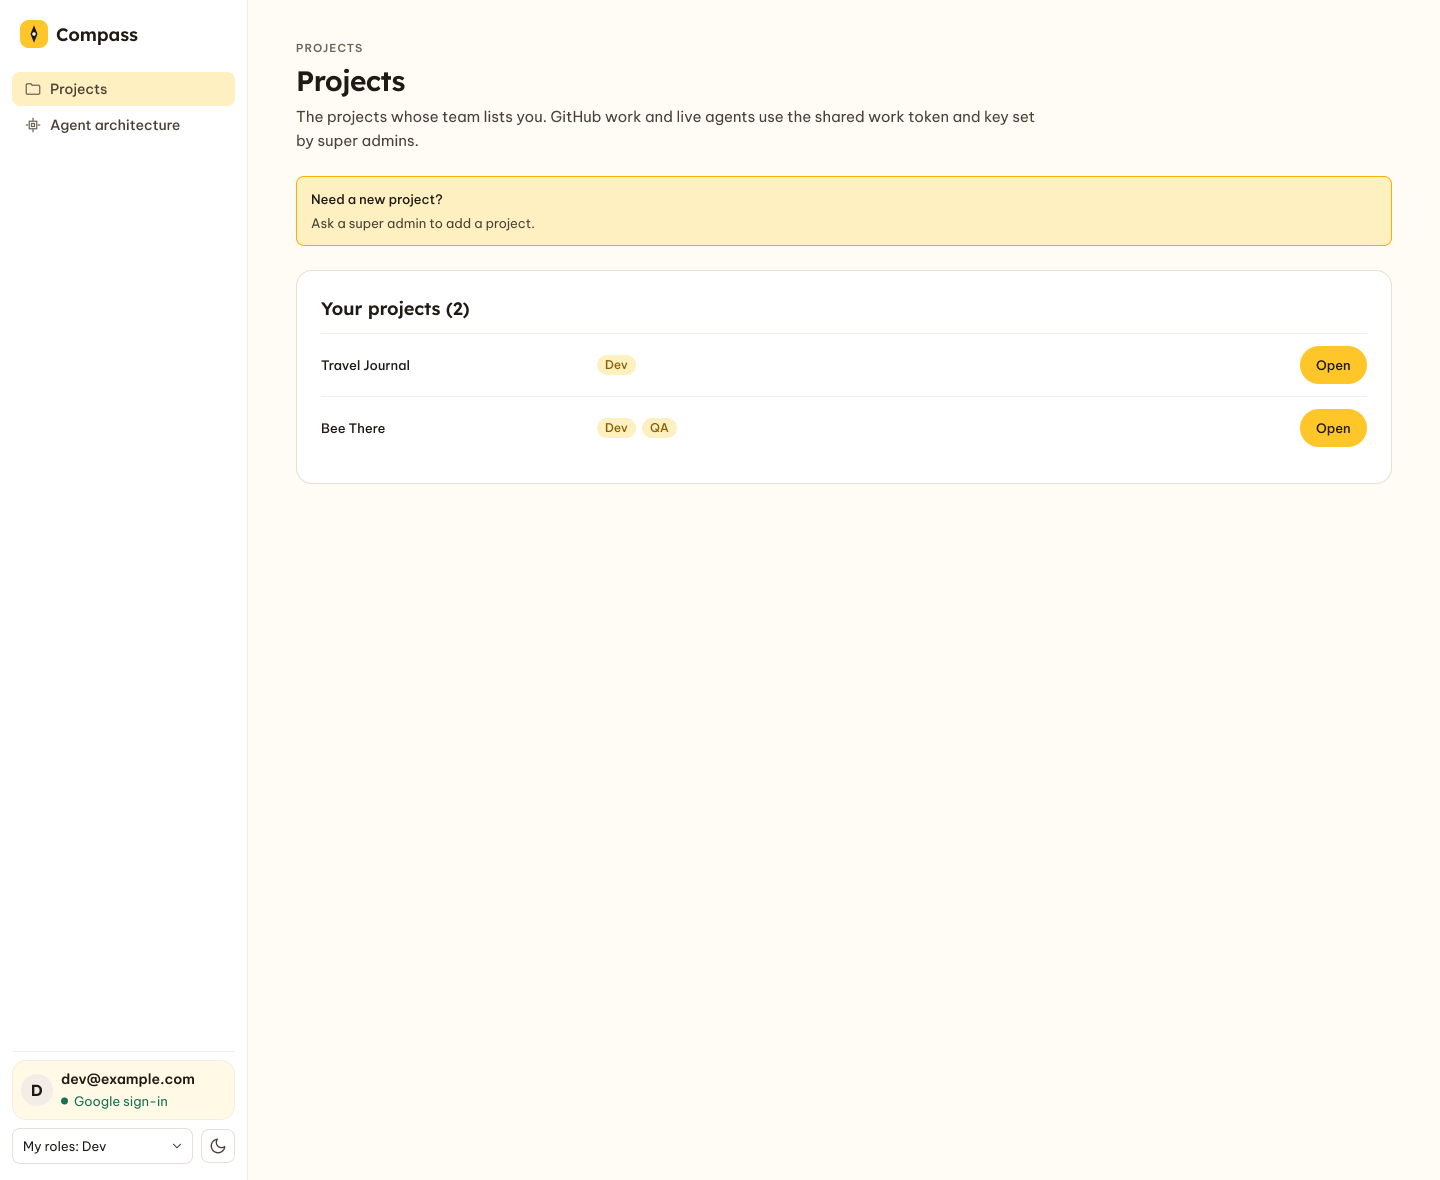 Compass
Projects
Agent architecture
PROJECTS
Projects
The projects whose team lists you. GitHub work and live agents use the shared work token and key set
by super admins.
Need a new project?
Ask a super admin to add a project.
Your projects (2)
Travel Journal
Dev
Open
Bee There
Dev
QA
Open
D
dev@example.com
Google sign-in
My roles: Dev